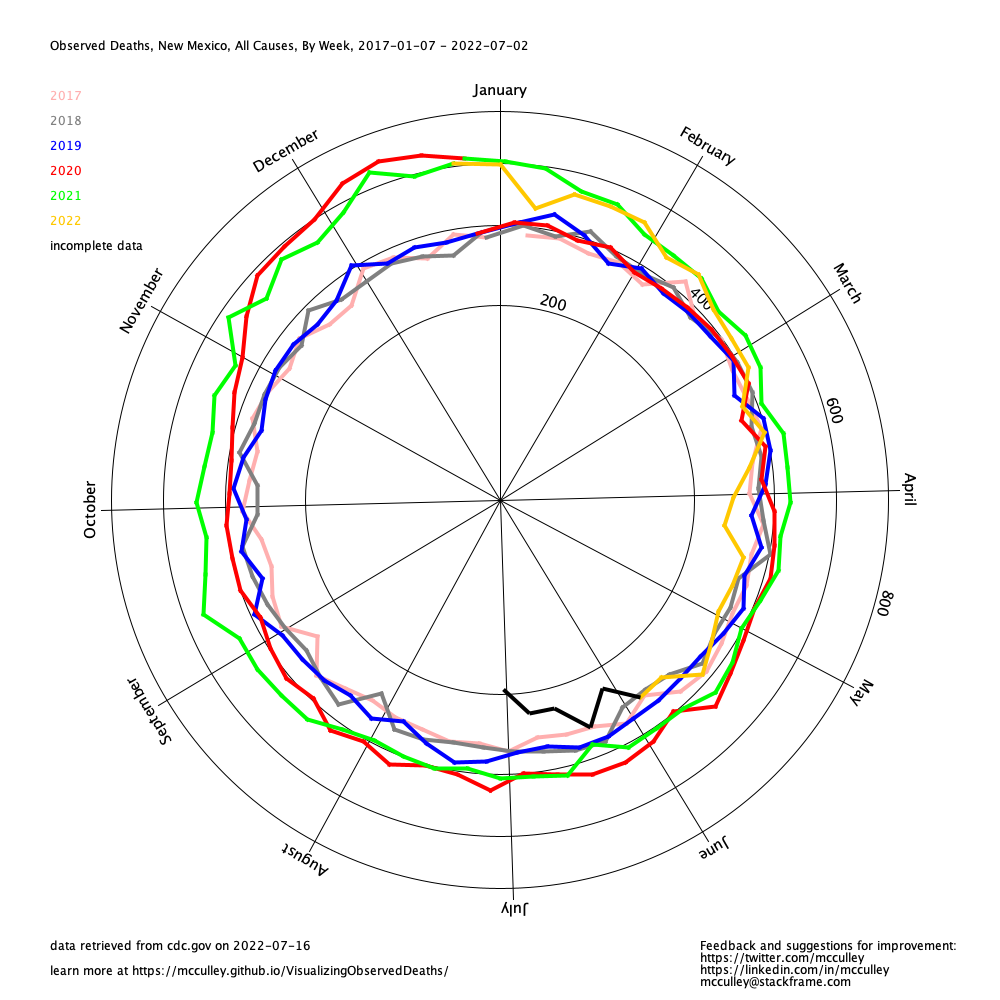 Observed Deaths, New Mexico, All Causes, By Week, 2017-01-07 - 2022-07-02
2017
2018
2019
2020
2021
2022
incomplete data
January
February
March
April
May
June
July
August
September
October
November
December
200
400
600
800
data retrieved from cdc.gov on 2022-07-16
learn more at https://mcculley.github.io/VisualizingObservedDeaths/
Feedback and suggestions for improvement:
https://twitter.com/mcculley
https://linkedin.com/in/mcculley
mcculley@stackframe.com